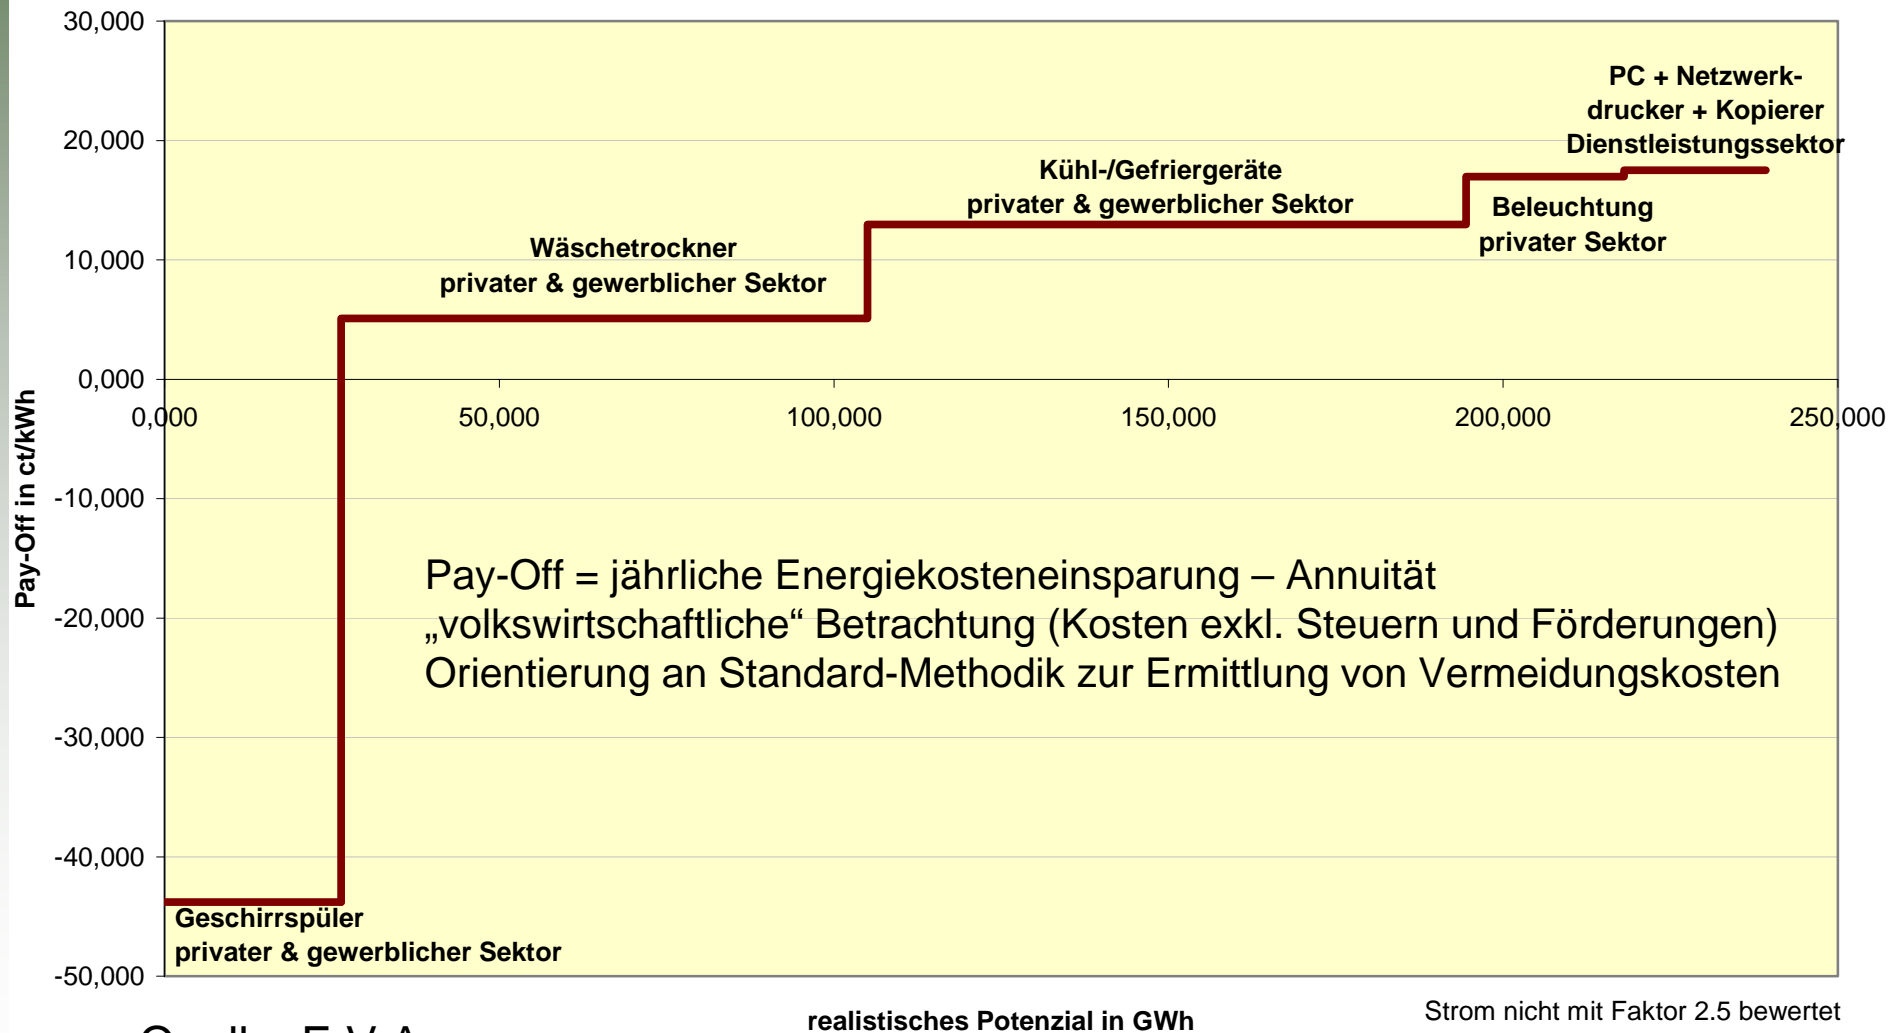 30,000
20,000
10,000
0,000
-10,000
-20,000
-30,000
-40,000
-50,000
Pay-Off in ct/kWh
0,000
50,000
100,000
150,000
200,000
250,000
PC + Netzwerk-
drucker + Kopierer
Dienstleistungssektor
Kühl-/Gefriergeräte
privater & gewerblicher Sektor
Beleuchtung
privater Sektor
Wäschetrockner
privater & gewerblicher Sektor
Pay-Off = jährliche Energiekosteneinsparung – Annuität
„volkswirtschaftliche“ Betrachtung (Kosten exkl. Steuern und Förderungen)
Orientierung an Standard-Methodik zur Ermittlung von Vermeidungskosten
Geschirrspüler
privater & gewerblicher Sektor
realistisches Potenzial in GWh
Strom nicht mit Faktor 2.5 bewertet